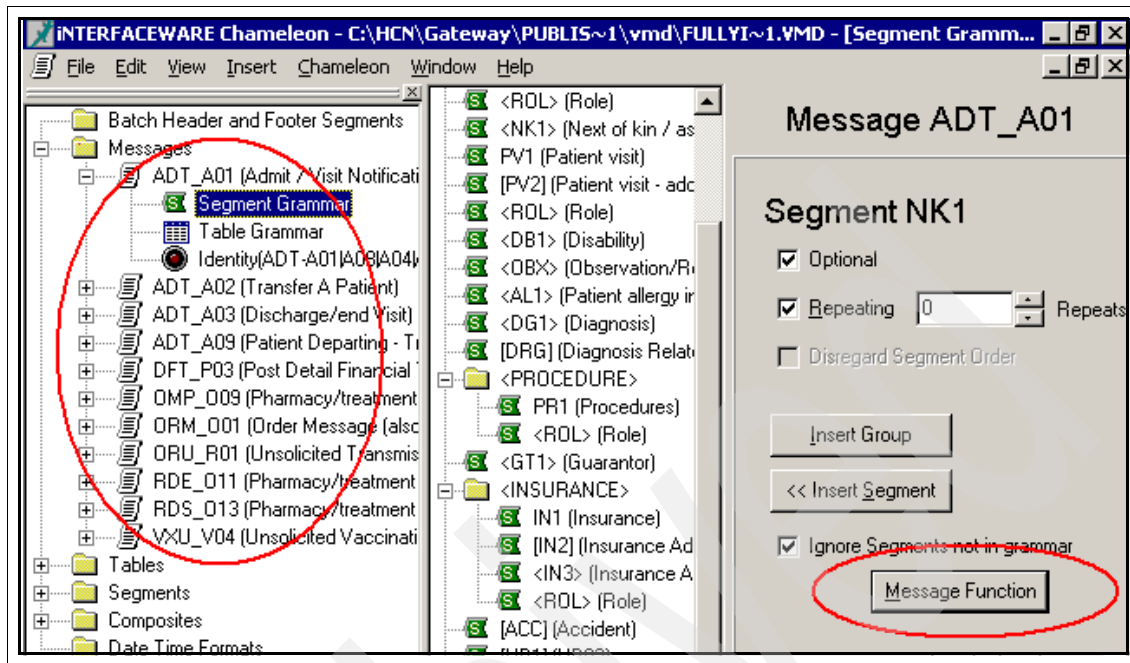 iNTERFACEWARE Chameleon - C:\HCN\Gateway\PUBLIS~1\vmd\FULLYI~1.VMD - [Segment Gramm...
File Edit View Insert Chameleon Window Help
Batch Header and Footer Segments
Messages
ADT_A01 (Admit / Visit Notificati
Segment Grammar
Table Grammar
Identity(ADT-A01|A08|A04|
ADT_A02 (Transfer A Patient)
ADT_A03 (Discharge/end Visit)
ADT_A09 (Patient Departing - Tr
DFT_P03 (Post Detail Financial T
OMP_O09 (Pharmacy/treatment
ORM_O01 (Order Message (also
ORU_R01 (Unsolicited Transmis
RDE_O11 (Pharmacy/treatment
RDS_O13 (Pharmacy/treatment
VXU_V04 (Unsolicited Vaccinati
Tables
Segments
Composites
Date Time Formats
<ROL> (Role)
<NK1> (Next of kin / as
PV1 (Patient visit)
[PV2] (Patient visit - add
<ROL> (Role)
<DB1> (Disability)
<OBX> (Observation/R
<AL1> (Patient allergy in
<DG1> (Diagnosis)
[DRG] (Diagnosis Relat
<PROCEDURE>
PR1 (Procedures)
<ROL> (Role)
<GT1> (Guarantor)
<INSURANCE>
IN1 (Insurance)
[IN2] (Insurance Ad
<IN3> (Insurance A
<ROL> (Role)
[ACC] (Accident)
Message ADT_A01
Segment NK1
Optional
Repeating 0 Repeats
Disregard Segment Order
Insert Group
<< Insert Segment
Ignore Segments not in grammar
Message Function